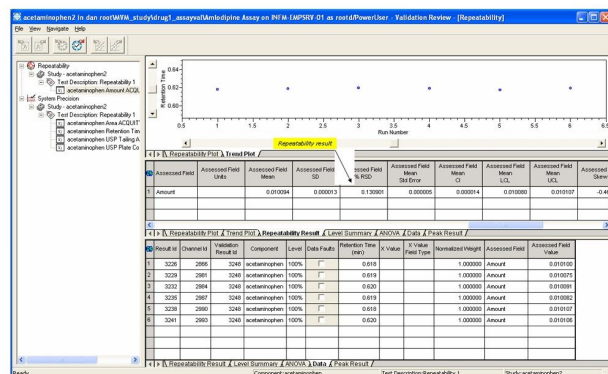 acetaminophen2 in dan root\MVM_study\drug1_assayval\Amlodipine Assay on INFM-EMPSRV-01 as rootd/PowerUser - Validation Review - [Repeatability]
File View Navigate Help
Repeatability
Study - acetaminophen2
Test Description: Repeatability 1
acetaminophen Amount ACQU
System Precision
Study - acetaminophen2
Test Description: Repeatability 1
acetaminophen Area ACQUIT
acetaminophen Retention Tim
acetaminophen USP Tailing A
acetaminophen USP Plate Co
Retention Time
0.64
0.62
0.60
0.5 1 1.5 2 2.5 3 3.5 4 4.5 5 5.5 6 6.5
Run Number
Repeatability result
Repeatability Plot Trend Plot
Assessed Field Assessed Field Units Assessed Field Mean Assessed Field SD Assessed Field % RSD Assessed Field Mean Std Error Assessed Field Mean CI Assessed Field Mean LCL Assessed Field Mean UCL Assessed Skew
1 Amount 0.010094 0.000013 0.130901 0.000005 0.000014 0.010080 0.010107 -0.46
Repeatability Plot Trend Plot Repeatability Result Level Summary ANOVA Data Peak Result
Result Id Channel Id Validation Result Id Component Level Data Faults Retention Time (min) X Value X Value Field Type Normalized Weight Assessed Field Assessed Field Value
1 3226 2866 3248 acetaminophen 100% 0.618 1.000000 Amount 0.010100
2 3229 2981 3248 acetaminophen 100% 0.619 1.000000 Amount 0.010075
3 3232 2984 3248 acetaminophen 100% 0.620 1.000000 Amount 0.010091
4 3235 2987 3248 acetaminophen 100% 0.619 1.000000 Amount 0.010082
5 3238 2990 3248 acetaminophen 100% 0.618 1.000000 Amount 0.010107
6 3241 2993 3248 acetaminophen 100% 0.620 1.000000 Amount 0.010106
Repeatability Result Level Summary ANOVA Data Peak Result
Ready Component:acetaminophen Test Description:Repeatability 1 Study:acetaminophen